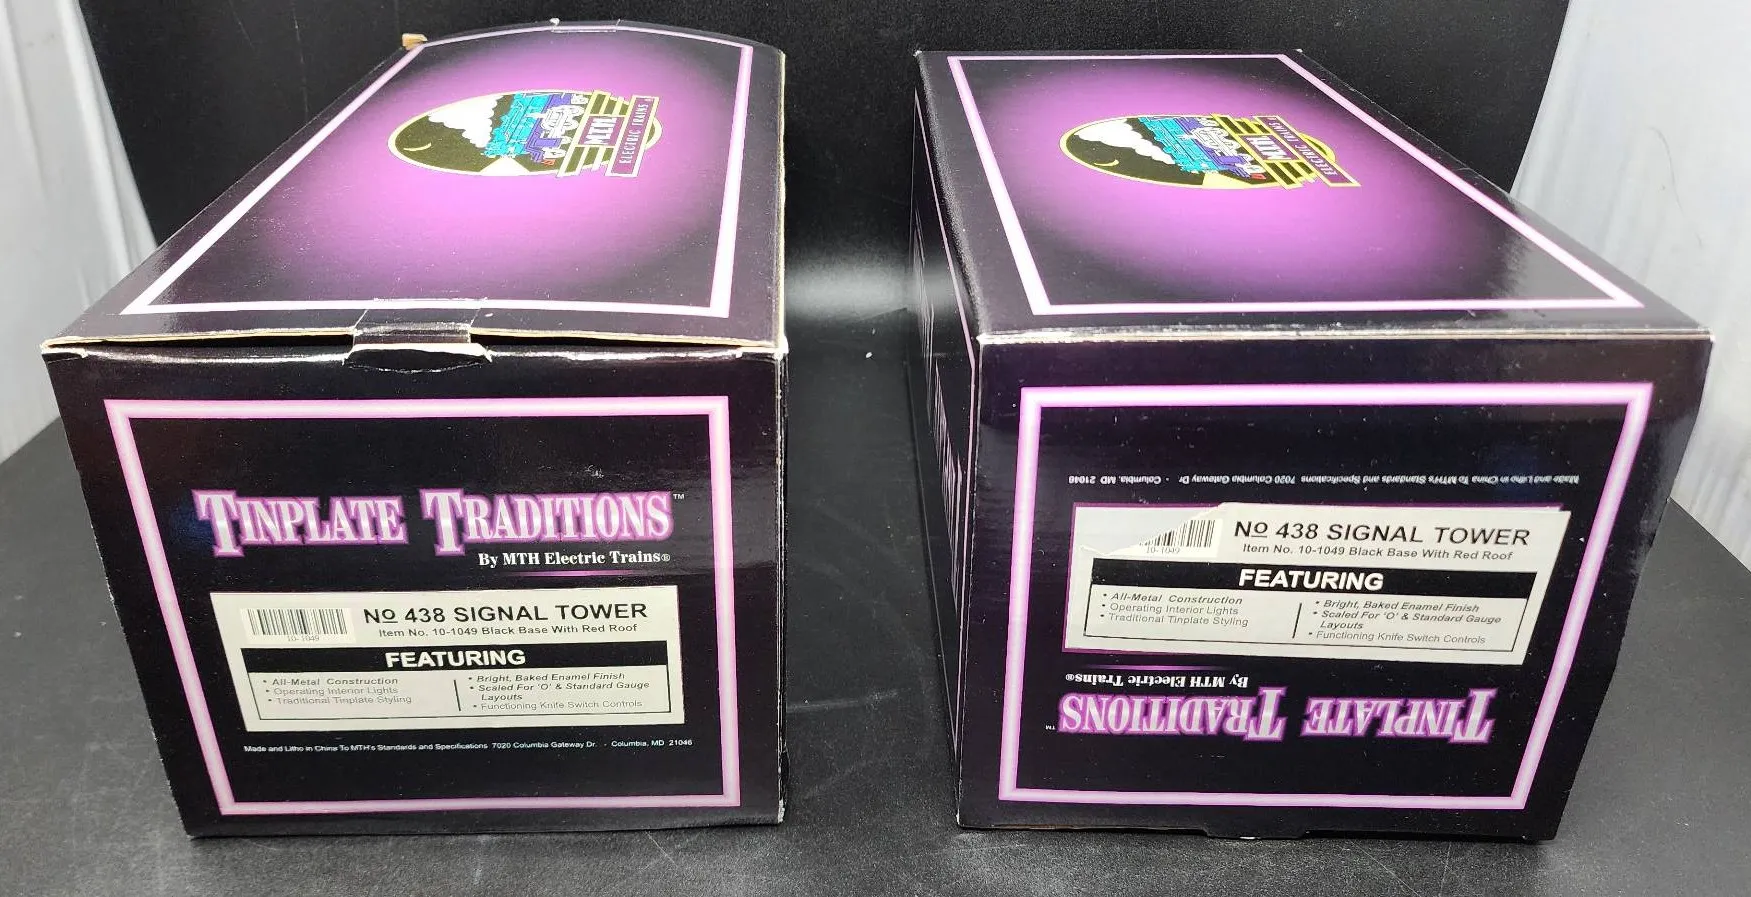 MTH
ELECTRIC TRAINS
TINPLATE TRADITIONS™
By MTH Electric Trains®
10-1049
No 438 SIGNAL TOWER
Item No. 10-1049 Black Base With Red Roof
FEATURING
• All-Metal Construction
• Operating Interior Lights
• Traditional Tinplate Styling
• Bright, Baked Enamel Finish
• Scaled For 'O' & Standard Gauge
Layouts
• Functioning Knife Switch Controls
Made and Litho in China To MTH's Standards and Specifications 7020 Columbia Gateway Dr. - Columbia, MD 21046
MTH
ELECTRIC TRAINS
Made and Litho in China To MTH's Standards and Specifications 7020 Columbia Gateway Dr - Columbia, MD 21046
10-1049
No 438 SIGNAL TOWER
Item No. 10-1049 Black Base With Red Roof
FEATURING
• All-Metal Construction
• Operating Interior Lights
• Traditional Tinplate Styling
• Bright, Baked Enamel Finish
• Scaled For 'O' & Standard Gauge
Layouts
• Functioning Knife Switch Controls
By MTH Electric Trains®
TINPLATE TRADITIONS™